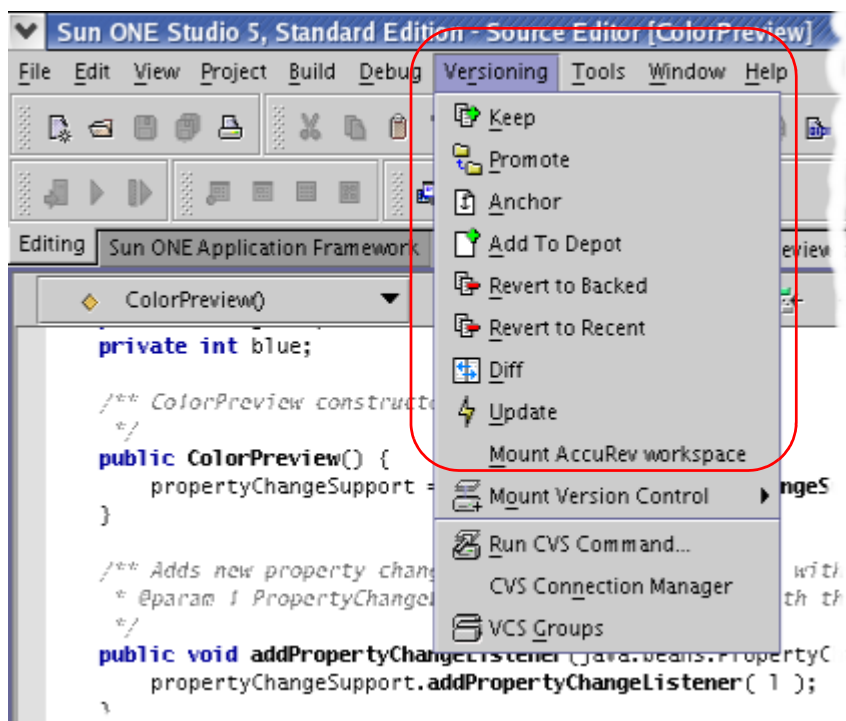 Sun ONE Studio 5, Standard Edition - Source Editor [ColorPreview]
File Edit View Project Build Debug Versioning Tools Window Help
Keep
Promote
Anchor
Add To Depot
Revert to Backed
Revert to Recent
Diff
Update
Mount AccuRev workspace
Mount Version Control
Run CVS Command...
CVS Connection Manager
VCS Groups
Editing Sun ONE Application Framework eview
ColorPreview()
private int blue;
/** ColorPreview constructo
*/
public ColorPreview() {
propertyChangeSupport = ngeS
}
/** Adds new property chang with
* @param l PropertyChangeL th th
*/
public void addPropertyChangeListener(java.beans.PropertyC
propertyChangeSupport.addPropertyChangeListener( l );
}